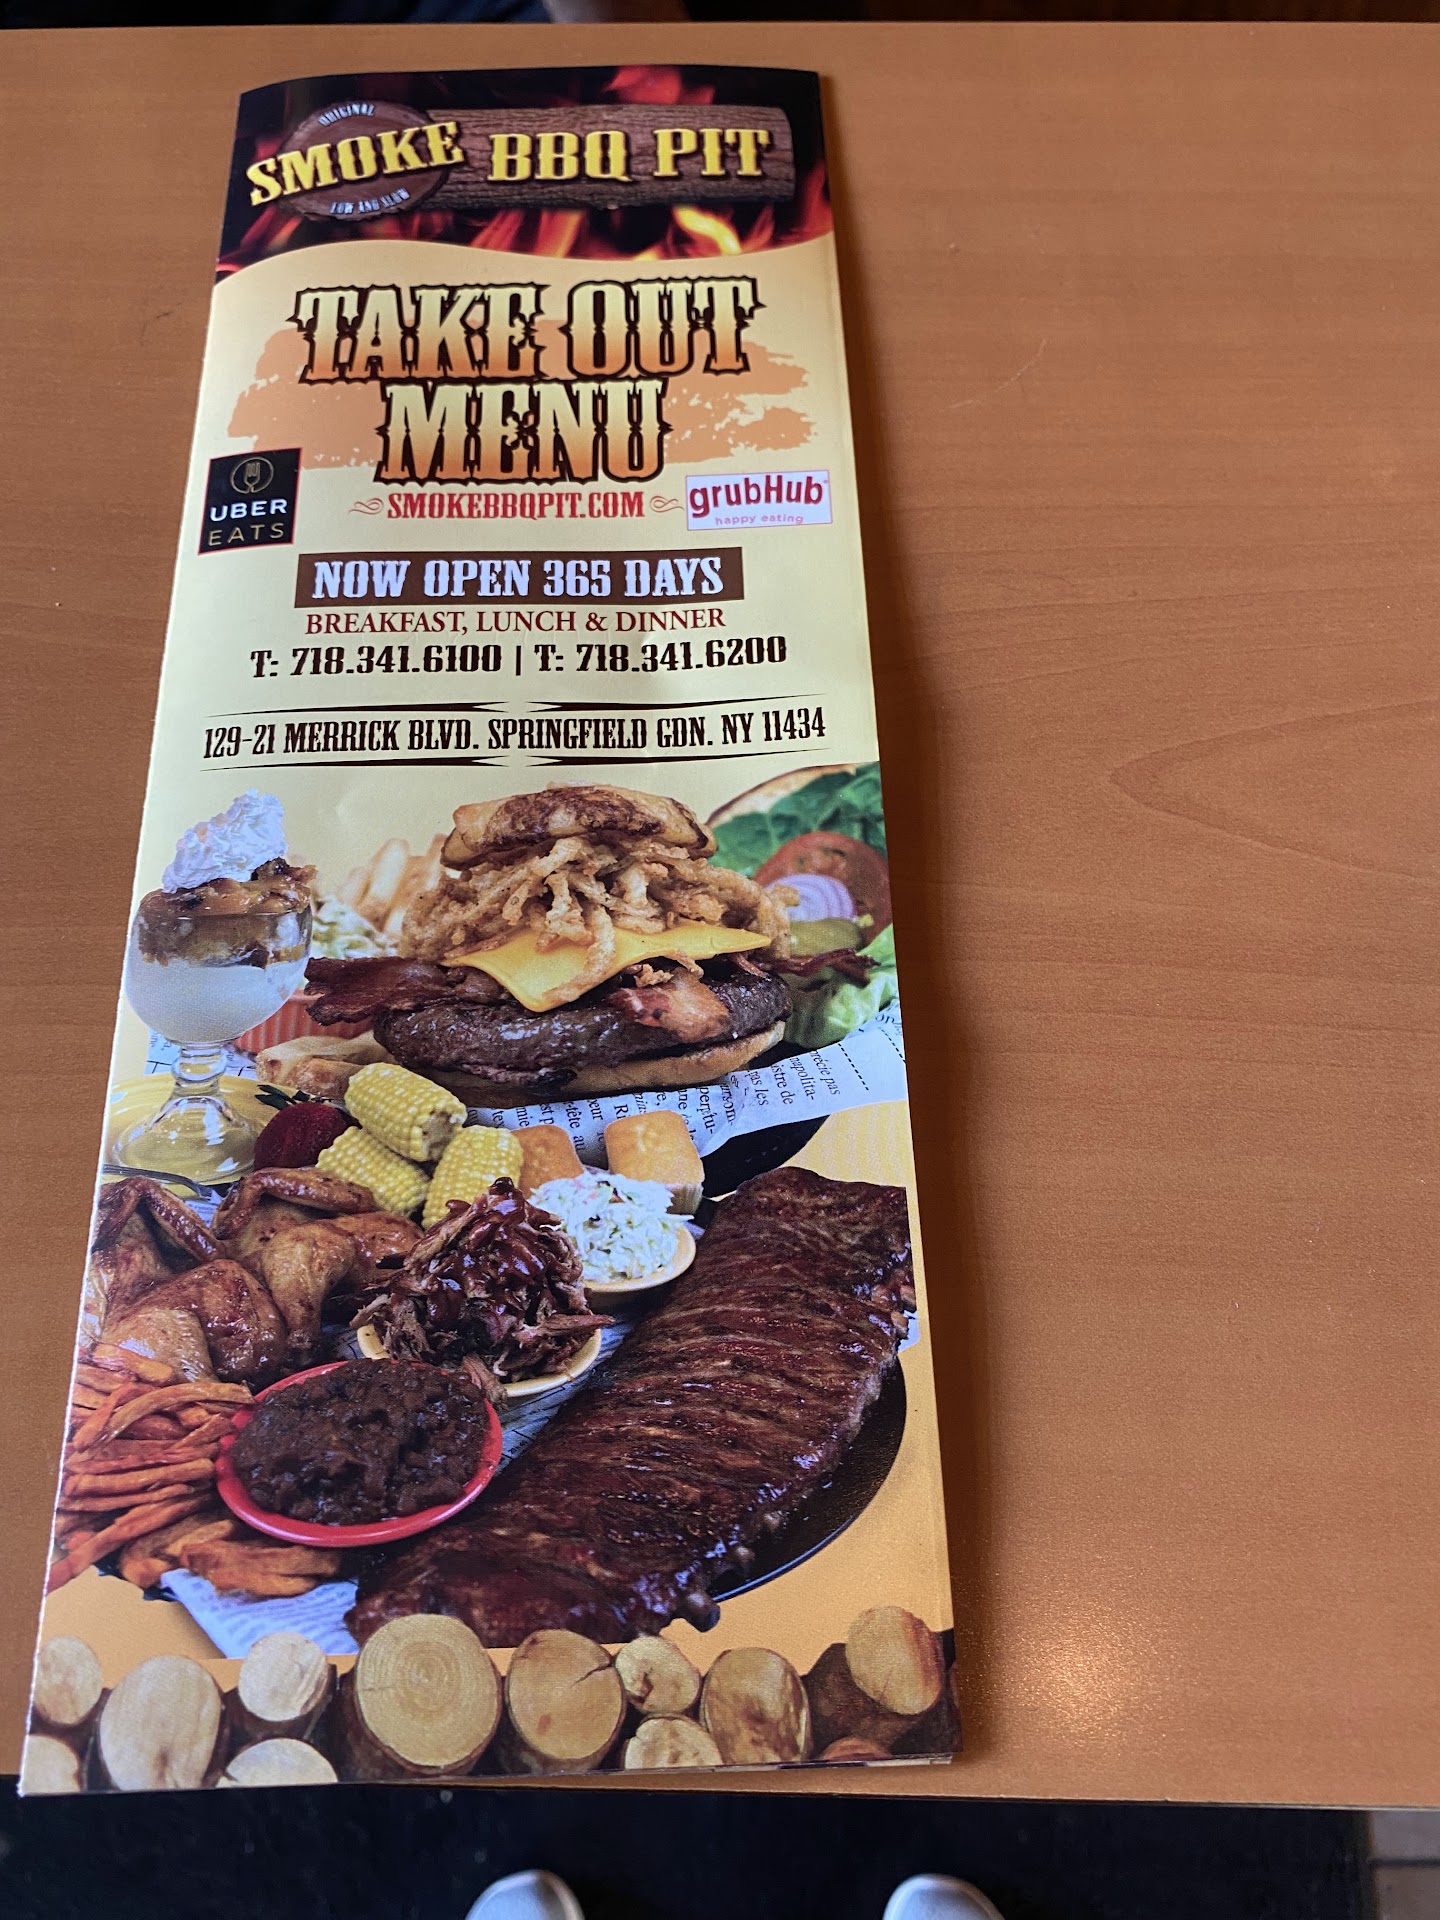 ORIGINAL
SMOKE BBQ PIT
LOW AND SLOW
TAKE OUT
MENU
UBER
EATS
SMOKEBBQPIT.COM
grubHub
happy eating
NOW OPEN 365 DAYS
BREAKFAST, LUNCH & DINNER
T: 718.341.6100 | T: 718.341.6200
129-21 MERRICK BLVD. SPRINGFIELD GDN. NY 11434